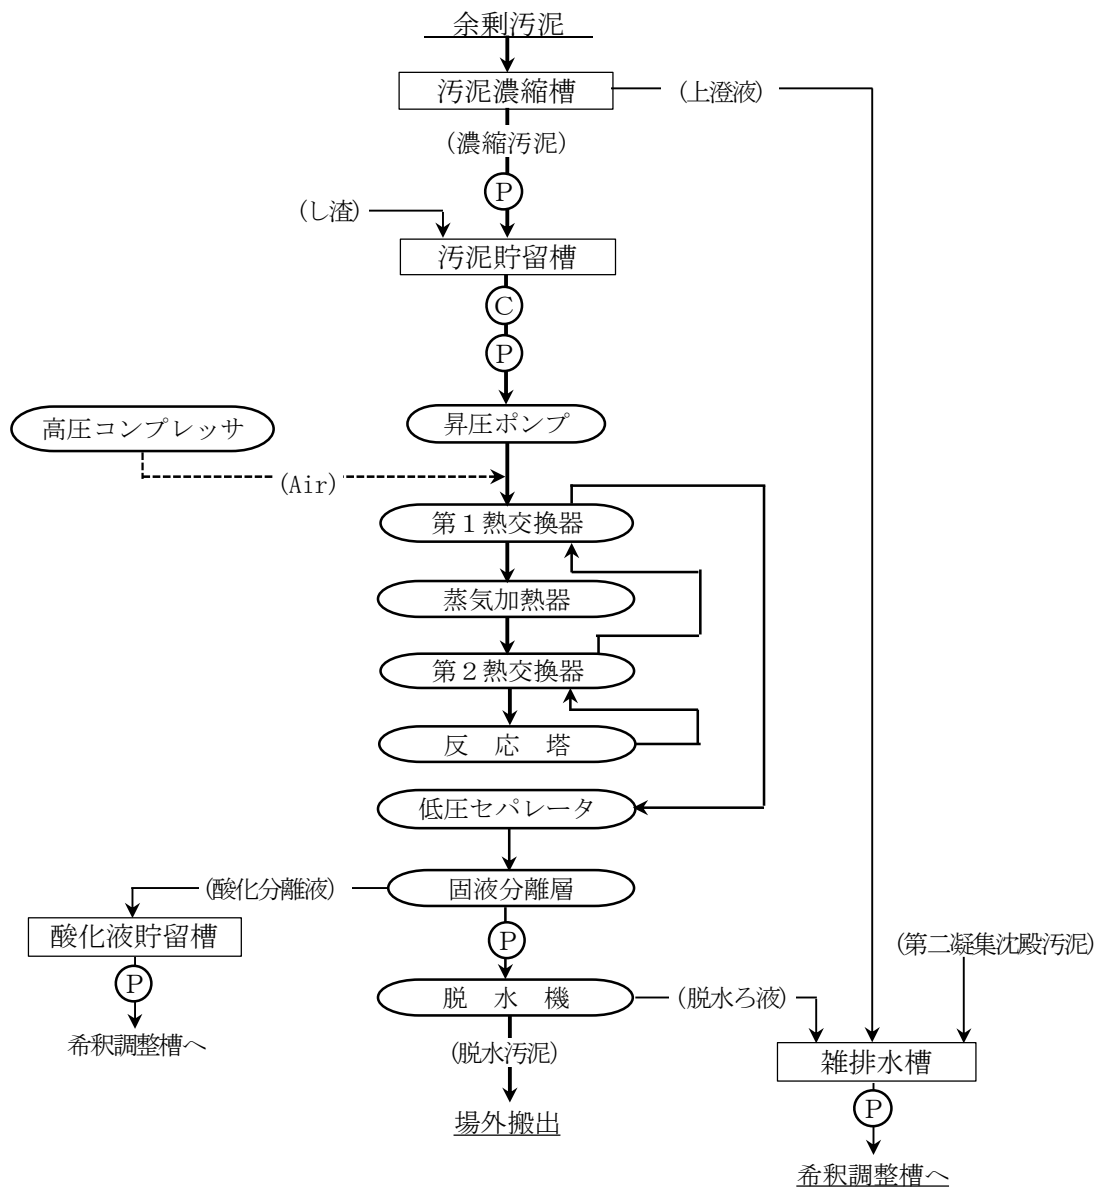 余剰汚泥
汚泥濃縮槽
(上澄液)
(濃縮汚泥)
P
(し渣)
汚泥貯留槽
C
P
高圧コンプレッサ
昇圧ポンプ
(Air)
第1熱交換器
蒸気加熱器
第2熱交換器
反 応 塔
低圧セパレータ
(酸化分離液)
固液分離層
酸化液貯留槽
P
(第二凝集沈殿汚泥)
P
脱 水 機
(脱水ろ液)
希釈調整槽へ
(脱水汚泥)
雑排水槽
P
場外搬出
希釈調整槽へ